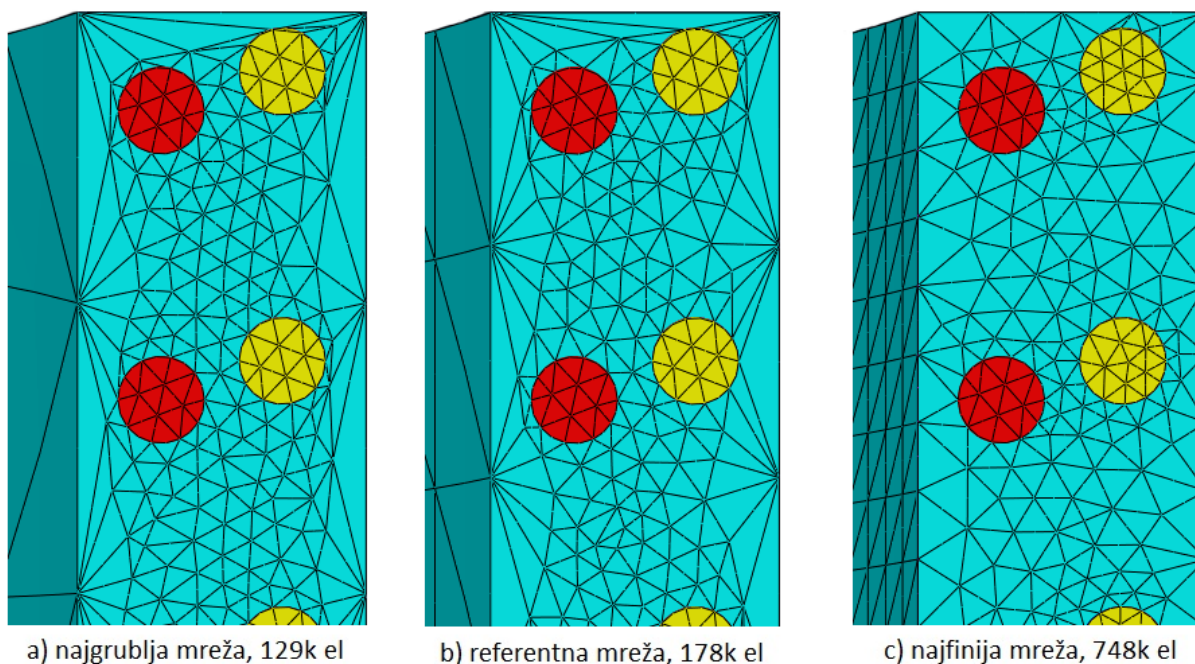 a) najgrublja mreža, 129k el
b) referentna mreža, 178k el
c) najfinija mreža, 748k el